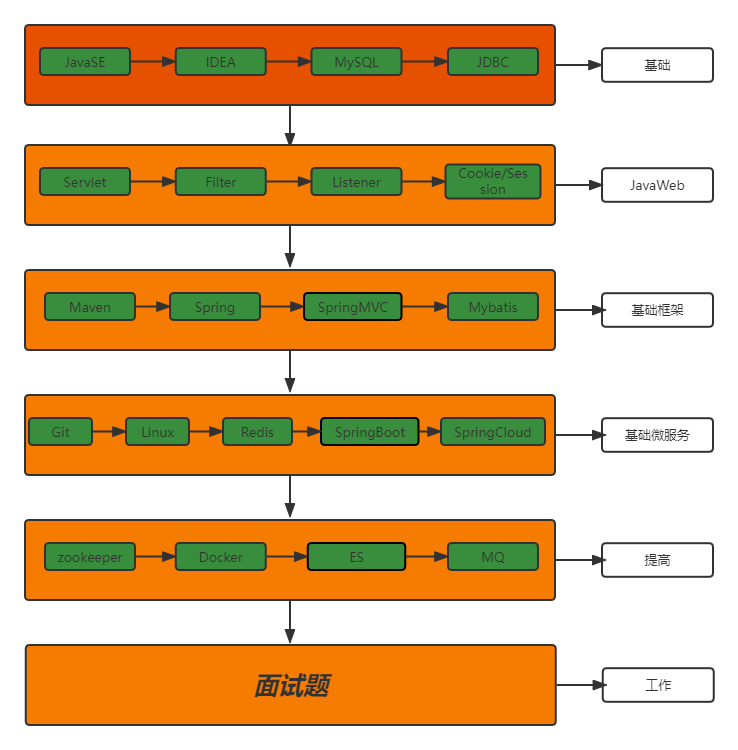 JavaSE
IDEA
MySQL
JDBC
基础
Servlet
Filter
Listener
Cookie/Ses
sion
JavaWeb
Maven
Spring
SpringMVC
Mybatis
基础框架
Git
Linux
Redis
SpringBoot
SpringCloud
基础微服务
zookeeper
Docker
ES
MQ
提高
面试题
工作